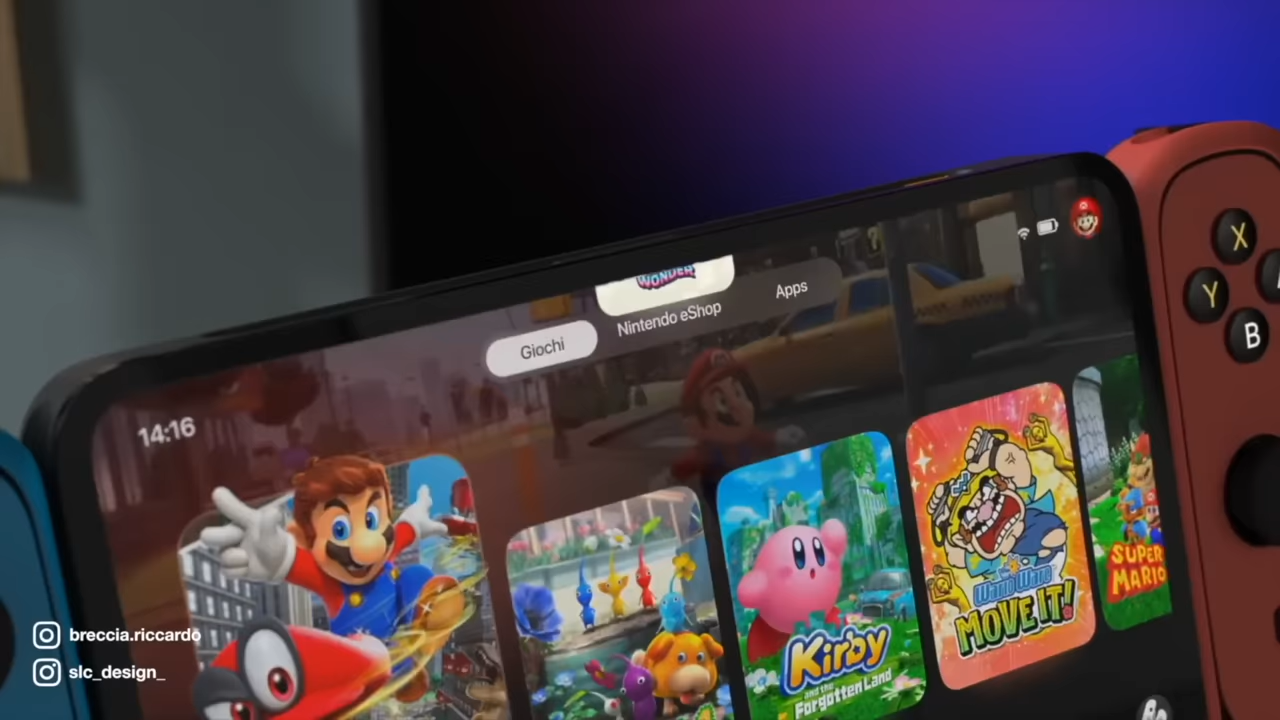 WONDER
Giochi
Nintendo eShop
Apps
14:16
X
Y
B
Kirby
and the
Forgotten Land
WarioWare
MOVE IT!
SUPER
MARIO
breccia.riccardo
slc_design_